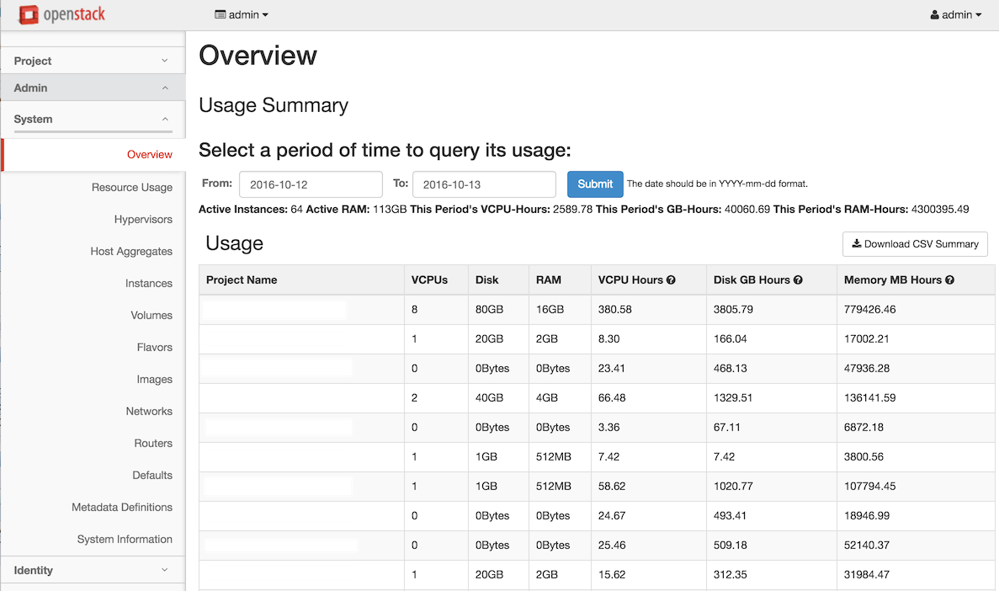 openstack admin admin
Project
Admin
System
Overview
Resource Usage
Hypervisors
Host Aggregates
Instances
Volumes
Flavors
Images
Networks
Routers
Defaults
Metadata Definitions
System Information
Identity
Overview
Usage Summary
Select a period of time to query its usage:
From: 2016-10-12 To: 2016-10-13 Submit The date should be in YYYY-mm-dd format.
Active Instances: 64 Active RAM: 113GB This Period's VCPU-Hours: 2589.78 This Period's GB-Hours: 40060.69 This Period's RAM-Hours: 4300395.49
Usage Download CSV Summary
Project Name VCPUs Disk RAM VCPU Hours Disk GB Hours Memory MB Hours
8 80GB 16GB 380.58 3805.79 779426.46
1 20GB 2GB 8.30 166.04 17002.21
0 0Bytes 0Bytes 23.41 468.13 47936.28
2 40GB 4GB 66.48 1329.51 136141.59
0 0Bytes 0Bytes 3.36 67.11 6872.18
1 1GB 512MB 7.42 7.42 3800.56
1 1GB 512MB 58.62 1020.77 107794.45
0 0Bytes 0Bytes 24.67 493.41 18946.99
0 0Bytes 0Bytes 25.46 509.18 52140.37
1 20GB 2GB 15.62 312.35 31984.47